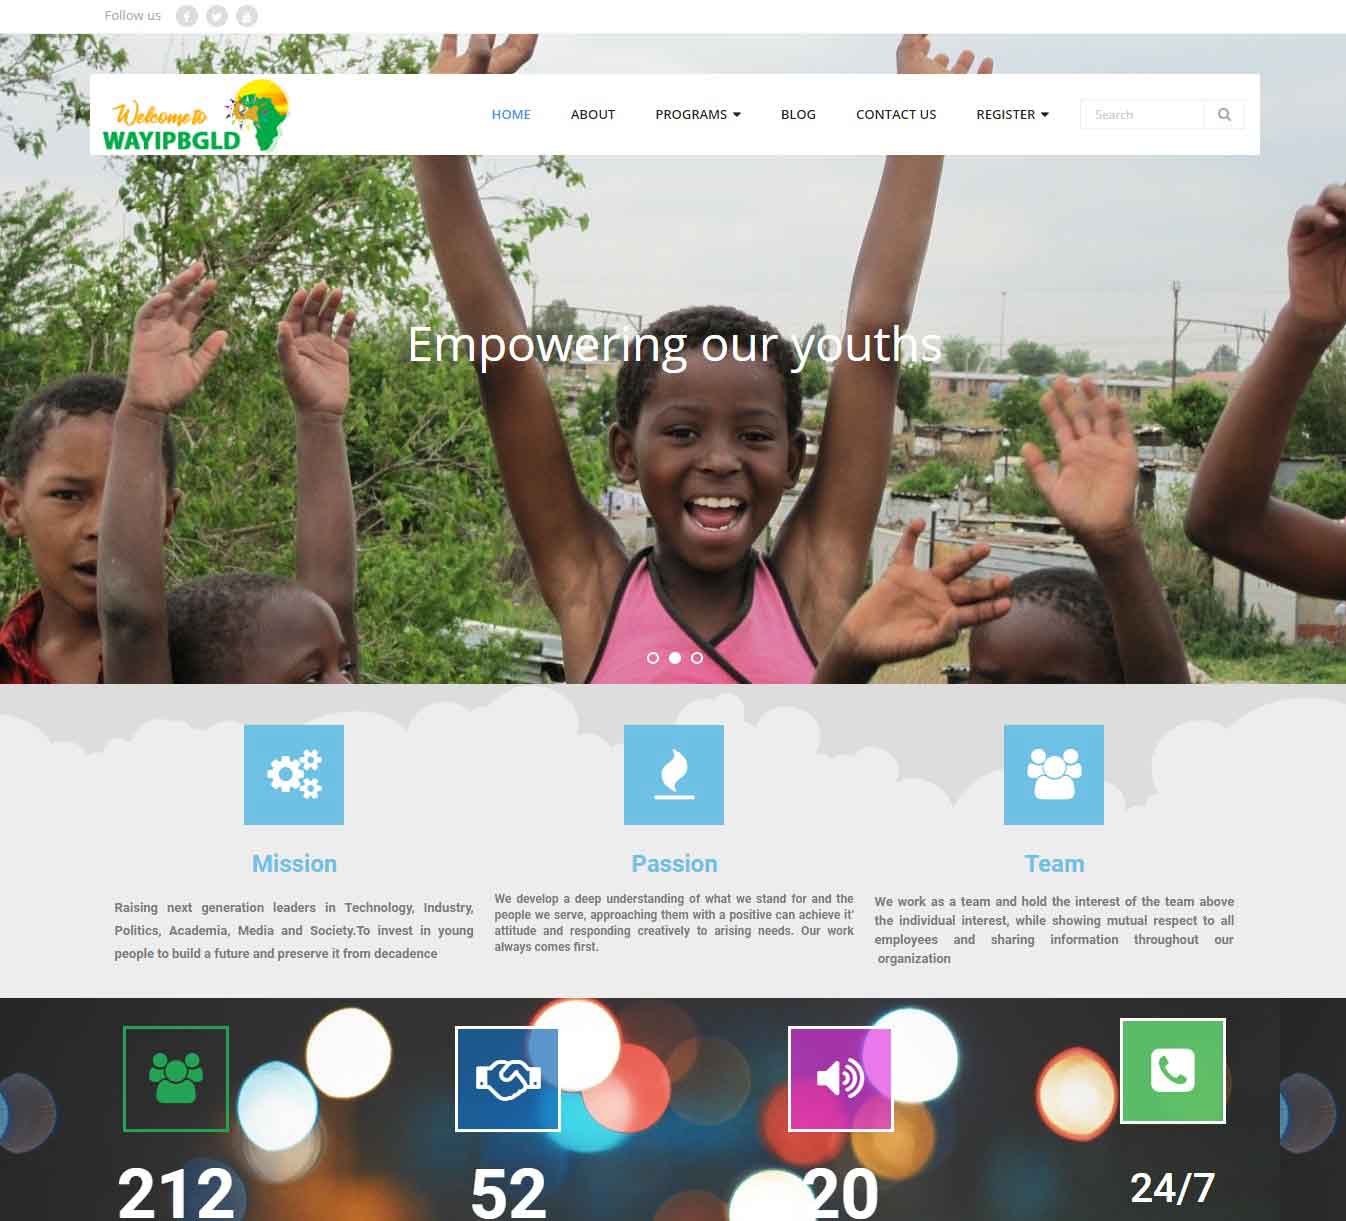 Follow us
Welcome to
WAYIPBGLD
HOME ABOUT PROGRAMS BLOG CONTACT US REGISTER Search
Empowering our youths
Mission
Raising next generation leaders in Technology, Industry,
Politics, Academia, Media and Society.To invest in young
people to build a future and preserve it from decadence
Passion
We develop a deep understanding of what we stand for and the
people we serve, approaching them with a positive can achieve it'
attitude and responding creatively to arising needs. Our work
always comes first.
Team
We work as a team and hold the interest of the team above
the individual interest, while showing mutual respect to all
employees and sharing information throughout our
organization
212 52 20 24/7